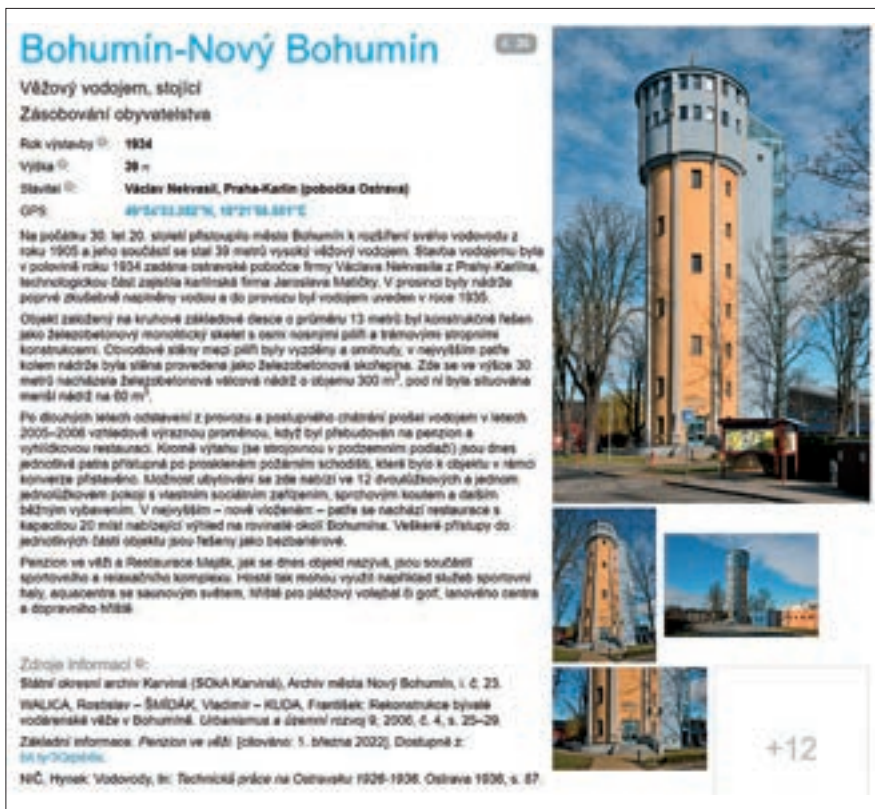 Bohumín-Nový Bohumín
Věžový vodojem, stojící
Zásobování obyvatelstva
Rok výstavby 1934
Výška 39 m
Stavitel Václav Nekvasil, Praha-Karlín (pobočka Ostrava)
GPS
Na počátku 30. let 20. století přistoupilo město Bohumín k rozšíření svého vodovodu z
roku 1905 a jeho součástí se stal 39 metrů vysoký věžový vodojem. Stavba vodojemu byla
v polovině roku 1934 zadána ostravské pobočce firmy Václava Nekvasila z Prahy-Karlína,
technologickou část zajistila karlínská firma Jaroslava Matičky. V prosinci byly nádrže
poprvé zkušebně naplněny vodou a do provozu byl vodojem uveden v roce 1935.
Objekt založený na kruhové základové desce o průměru 13 metrů byl konstrukčně řešen
jako železobetonový monolitický skelet s osmi nosnými pilíři a trámovými stropními
konstrukcemi. Obvodové stěny mezi pilíři byly vyzděny a omítnuty, v nejvyšším patře
kolem nádrže byla stěna provedena jako železobetonová skořepina. Zde se ve výšce 30
metrů nacházela železobetonová válcová nádrž o objemu 300 m³, pod ní byla situována
menší nádrž na 60 m³.
Po dlouhých letech odstavení z provozu a postupného chátrání prošel vodojem v letech
2005–2006 vzhledově výraznou proměnou, když byl přebudován na penzion a
vyhlídkovou restauraci. Kromě výtahu (se strojovnou v podzemním podlaží) jsou dnes
jednotlivá patra přístupná po proskleném požárním schodišti, které bylo k objektu v rámci
konverze přistavěno. Možnost ubytování se zde nabízí ve 12 dvoulůžkových a jednom
jednolůžkovém pokoji s vlastním sociálním zařízením, sprchovým koutem a dalším
běžným vybavením. V nejvyšším – nově vloženém – patře se nachází restaurace s
kapacitou 20 míst nabízející výhled na rovinaté okolí Bohumína. Veškeré přístupy do
jednotlivých částí objektu jsou řešeny jako bezbariérové.
Penzion ve věži a Restaurace Maják, jak se dnes objekt nazývá, jsou součástí
sportovního a relaxačního komplexu. Hosté tak mohou využít například služeb sportovní
haly, aquacentra se saunovým světem, hřiště pro plážový volejbal či golf, lanového centra
a dopravního hřiště.
Zdroje informací
Státní okresní archiv Karviná (SOkA Karviná), Archiv města Nový Bohumín, i. č. 23.
WALICA, Rostislav – ŠMÍDÁK, Vladimír – KUDA, František: Rekonstrukce bývalé
vodárenské věže v Bohumíně. Urbanismus a územní rozvoj 9, 2006, č. 4, s. 25–29.
Základní informace. Penzion ve věži. [citováno: 1. března 2022]. Dostupné z:
NIČ, Hynek: Vodovody, In: Technická práce na Ostravsku 1926-1936. Ostrava 1936, s. 87.
+12